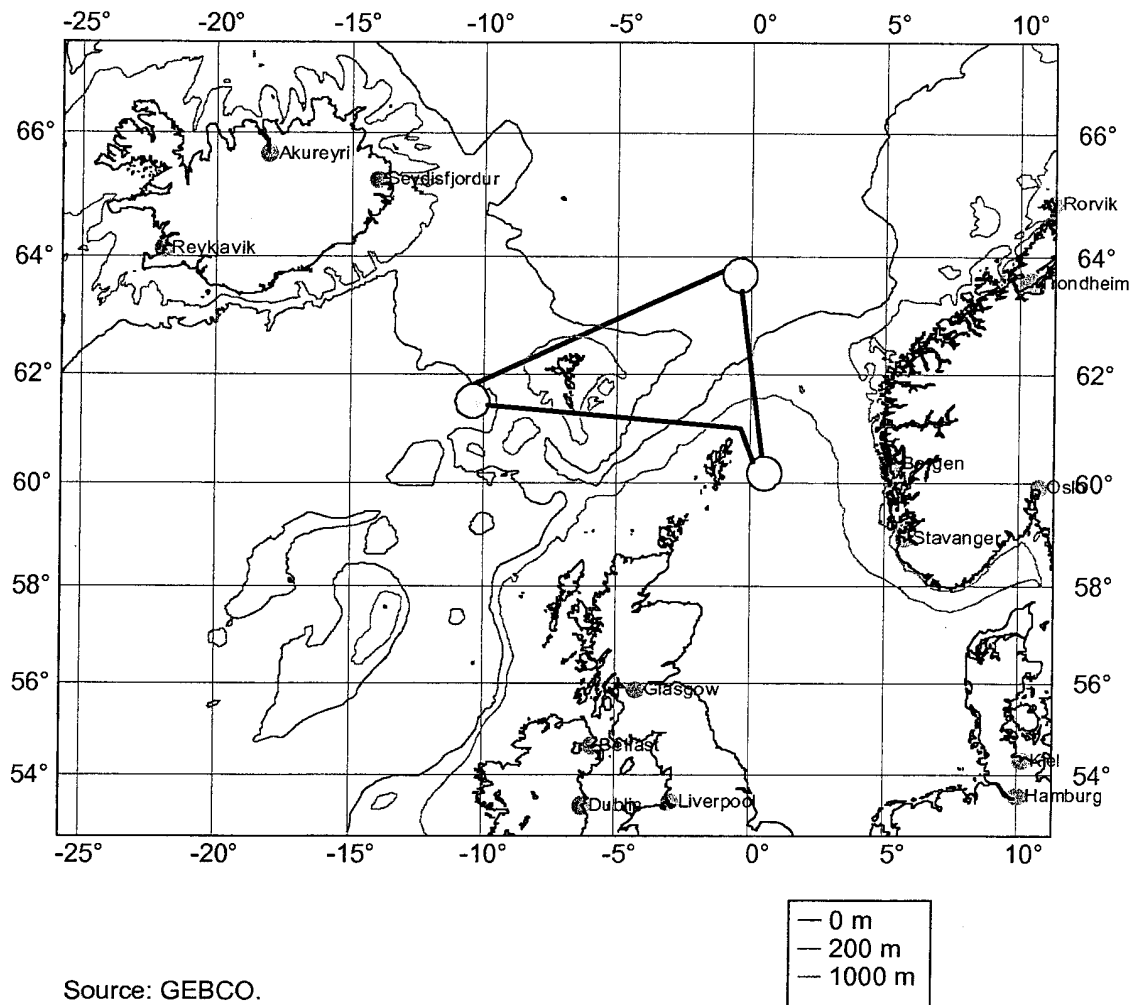 -25° -20° -15° -10° -5° 0° 5° 10°
66° 66°
Akureyri
Seydisfjordur
Rorvik
Reykjavik
64° 64°
Trondheim
62° 62°
Bergen
60° 60°
Oslo
Stavanger
58° 58°
56° 56°
Glasgow
Belfast
Kiel
54° 54°
Dublin Liverpool Hamburg
-25° -20° -15° -10° -5° 0° 5° 10°
0 m
200 m
1000 m
Source: GEBCO.